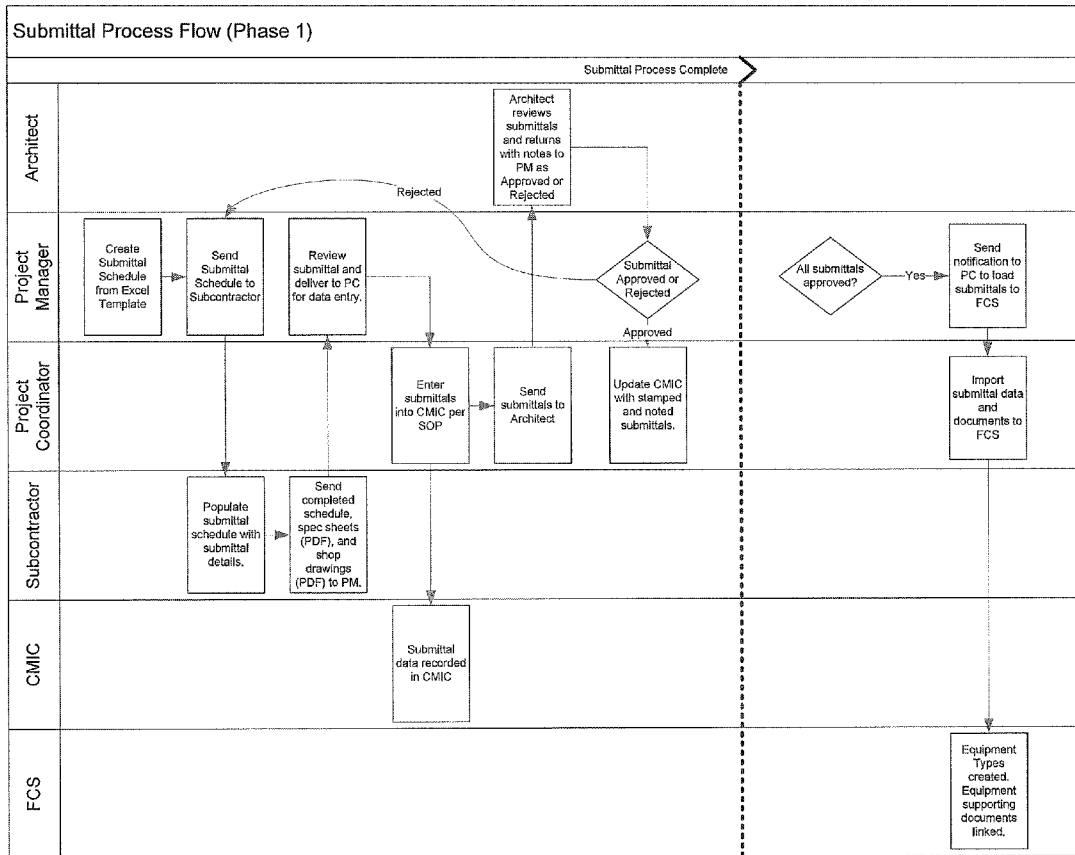 Submittal Process Flow (Phase 1)
Submittal Process Complete
Architect
Architect
reviews
submittals
and returns
with notes to
PM as
Approved or
Rejected
Rejected
Project
Manager
Create
Submittal
Schedule
from Excel
Template
Send
Submittal
Schedule to
Subcontractor
Review
submittal and
deliver to PC
for data entry.
Submittal
Approved or
Rejected
Approved
All submittals
approved?
Yes
Send
notification
to PC to load
submittals to
FCS
Project
Coordinator
Enter
submittals
into CMIC per
SOP
Send
submittals to
Architect
Update CMIC
with stamped
and noted
submittals.
Import
submittal data
and
documents to
FCS
Subcontractor
Populate
submittal
schedule with
submittal
details.
Send
completed
schedule,
spec sheets
(PDF), and
shop
drawings
(PDF) to PM.
CMIC
Submittal
data recorded
in CMIC
FCS
Equipment
Types
created.
Equipment
supporting
documents
linked.